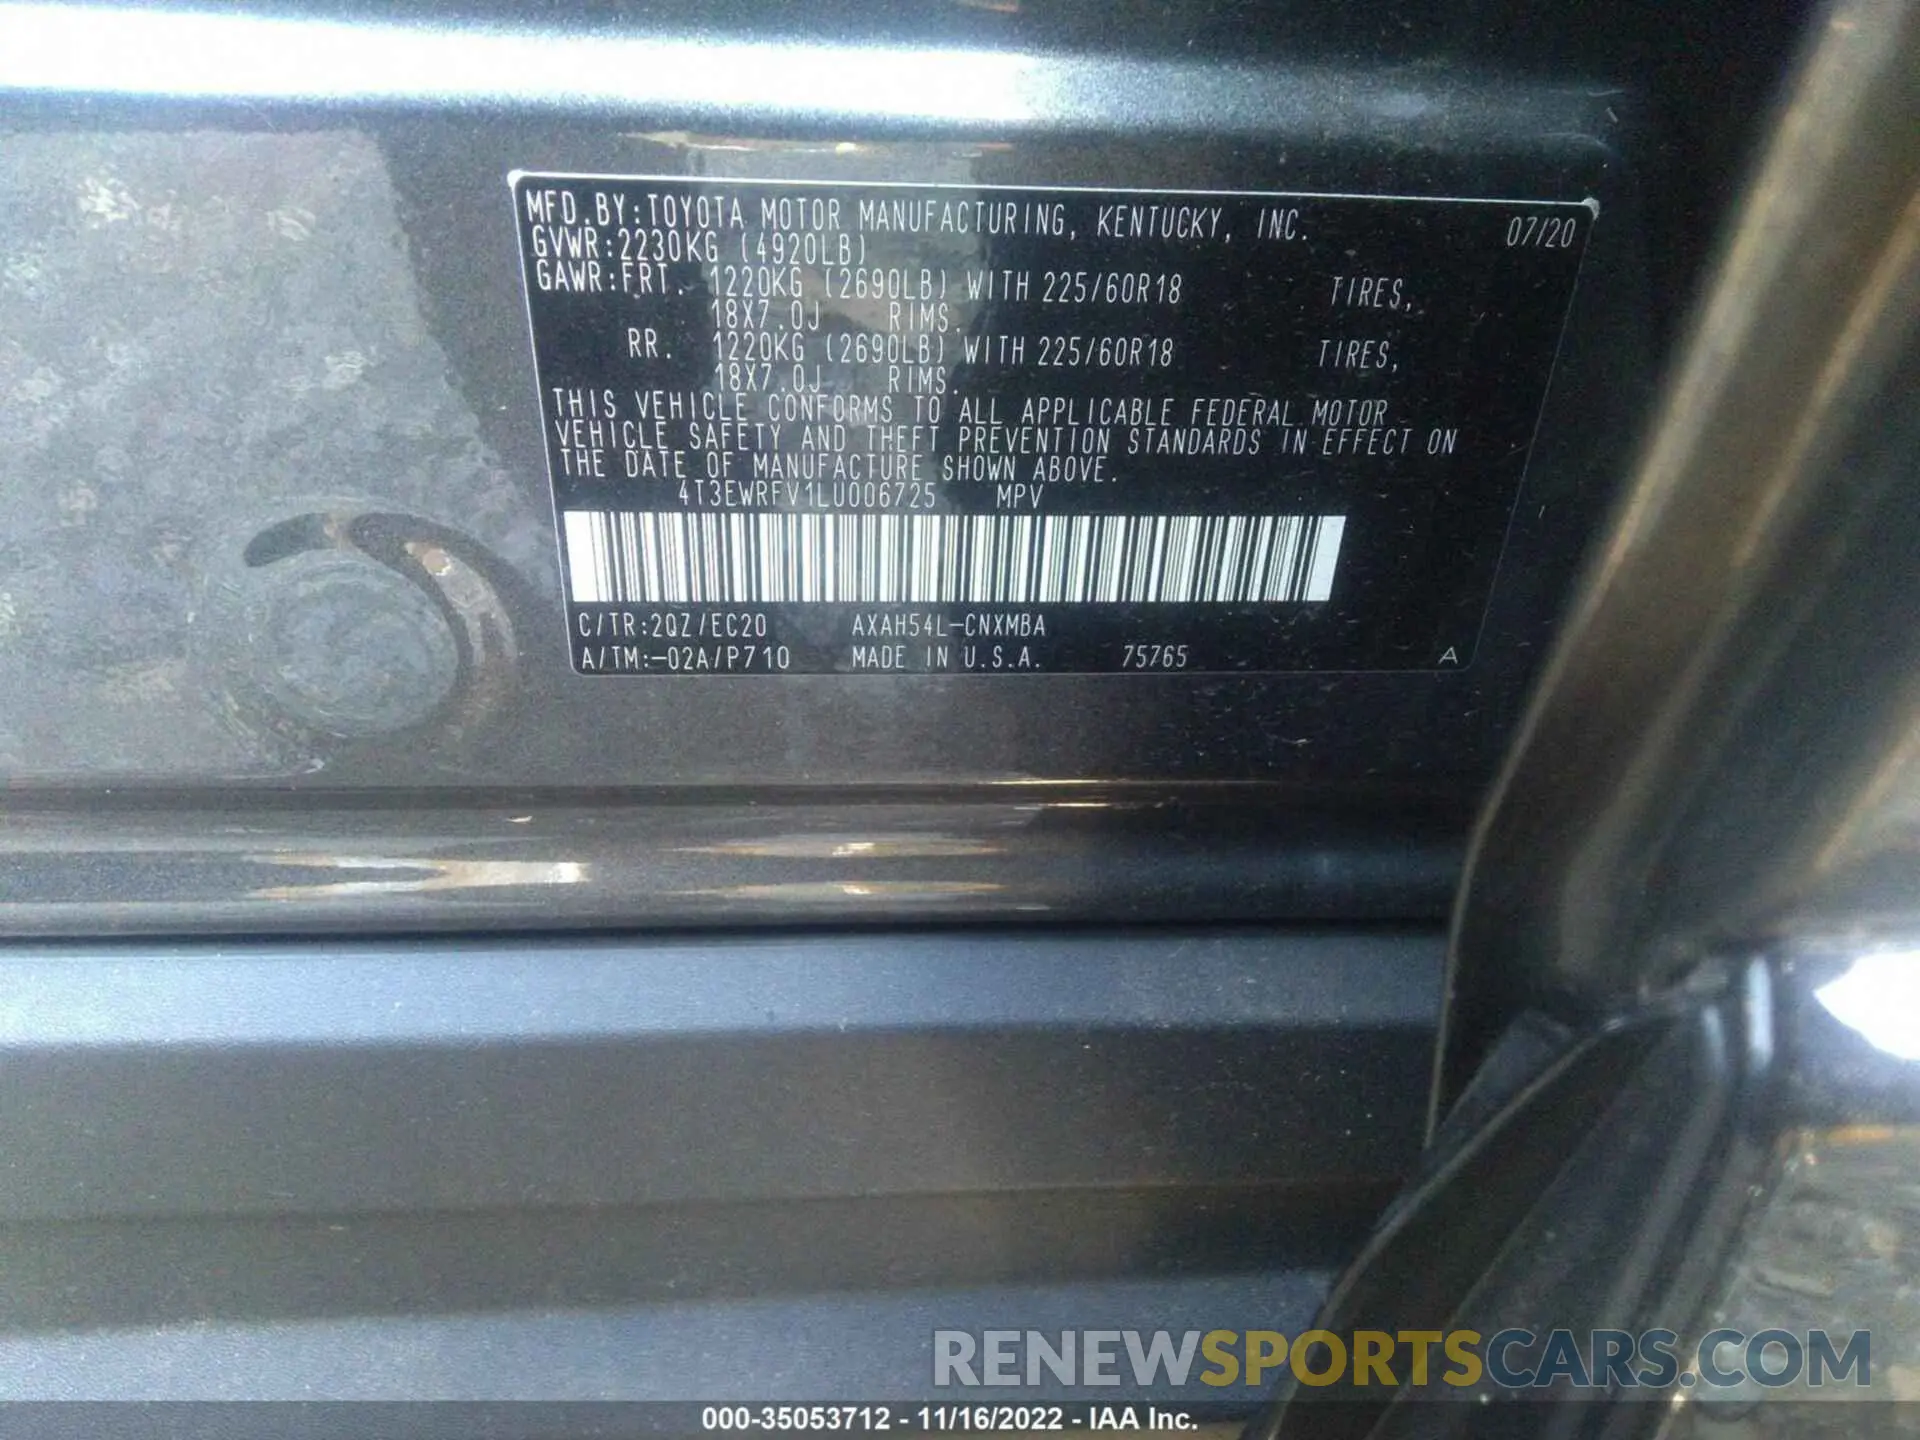 MFD.BY:TOYOTA MOTOR MANUFACTURING, KENTUCKY, INC. 07/20
GVWR:2230KG (4920LB)
GAWR:FRT. 1220KG (2690LB) WITH 225/60R18 TIRES,
18X7.0J RIMS.
RR. 1220KG (2690LB) WITH 225/60R18 TIRES,
18X7.0J RIMS.
THIS VEHICLE CONFORMS TO ALL APPLICABLE FEDERAL MOTOR
VEHICLE SAFETY AND THEFT PREVENTION STANDARDS IN EFFECT ON
THE DATE OF MANUFACTURE SHOWN ABOVE.
4T3EWRFV1LU006725 MPV
C/TR:2QZ/EC20 AXAH54L-CNXMBA
A/TM:-02A/P710 MADE IN U.S.A. 75765 A
RENEWSPORTSCARS.COM
000-35053712 - 11/16/2022 - IAA Inc.